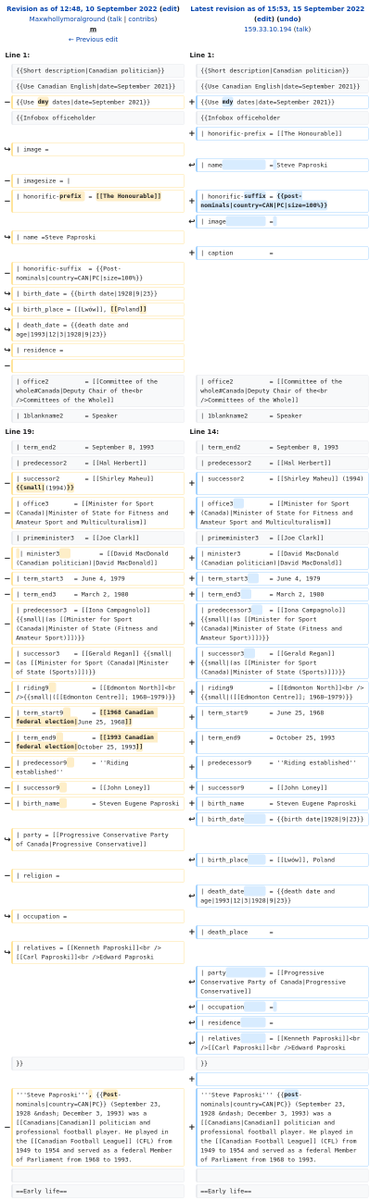 Revision as of 12:48, 10 September 2022 (edit)
Maxwhollymoralground (talk | contribs)
m
← Previous edit
Line 1:
{{Short description|Canadian politician}}
{{Use Canadian English|date=September 2021}}
− {{Use dmy dates|date=September 2021}}
{{Infobox officeholder
| image =
− | imagesize = |
− | honorific-prefix = [[The Honourable]]
| name =Steve Paproski
− | honorific-suffix = {{Post-
nominals|country=CAN|PC|size=100%}}
| birth_date = {{birth date|1928|9|23}}
| birth_place = [[Lwów]], [[Poland]]
| death_date = {{death date and
age|1993|12|3|1928|9|23}}
| residence =
−
| office2 = [[Committee of the
whole#Canada|Deputy Chair of the<br
/>Committees of the Whole]]
| 1blankname2 = Speaker
Line 19:
| term_end2 = September 8, 1993
| predecessor2 = [[Hal Herbert]]
− | successor2 = [[Shirley Maheu]]
{{small|(1994)}}
− | office3 = [[Minister for Sport
(Canada)|Minister of State for Fitness and
Amateur Sport and Multiculturalism]]
| primeminister3 = [[Joe Clark]]
− | minister3 = [[David MacDonald
(Canadian politician)|David MacDonald]]
− | term_start3 = June 4, 1979
− | term_end3 = March 2, 1980
− | predecessor3 = [[Iona Campagnolo]]
{{small|(as [[Minister for Sport
(Canada)|Minister of State (Fitness and
Amateur Sport)]])}}
− | successor3 = [[Gerald Regan]] {{small|
(as [[Minister for Sport (Canada)|Minister
of State (Sports)]])}}
− | riding9 = [[Edmonton North]]<br
/>{{small|([[Edmonton Centre]]; 1968–1979)}}
− | term_start9 = [[1968 Canadian
federal election|June 25, 1968]]
− | term_end9 = [[1993 Canadian
federal election|October 25, 1993]]
− | predecessor9 = ''Riding
established''
− | successor9 = [[John Loney]]
− | birth_name = Steven Eugene Paproski
| party = [[Progressive Conservative Party
of Canada|Progressive Conservative]]
− | religion =
| occupation =
| relatives = [[Kenneth Paproski]]<br />
[[Carl Paproski]]<br />Edward Paproski
}}
− '''Steve Paproski''', {{Post-
nominals|country=CAN|PC}} (September 23,
1928 &ndash; December 3, 1993) was a
[[Canadians|Canadian]] politician and
professional football player. He played in
the [[Canadian Football League]] (CFL) from
1949 to 1954 and served as a federal Member
of Parliament from 1968 to 1993.
==Early life==
Latest revision as of 15:53, 15 September 2022
(edit) (undo)
159.33.10.194 (talk)
Line 1:
{{Short description|Canadian politician}}
{{Use Canadian English|date=September 2021}}
+ {{Use mdy dates|date=September 2021}}
{{Infobox officeholder
+ | honorific-prefix = [[The Honourable]]
| name = Steve Paproski
+ | honorific-suffix = {{post-
nominals|country=CAN|PC|size=100%}}
| image =
+ | caption =
| office2 = [[Committee of the
whole#Canada|Deputy Chair of the<br
/>Committees of the Whole]]
| 1blankname2 = Speaker
Line 14:
| term_end2 = September 8, 1993
| predecessor2 = [[Hal Herbert]]
+ | successor2 = [[Shirley Maheu]] (1994)
+ | office3 = [[Minister for Sport
(Canada)|Minister of State for Fitness and
Amateur Sport and Multiculturalism]]
| primeminister3 = [[Joe Clark]]
+ | minister3 = [[David MacDonald
(Canadian politician)|David MacDonald]]
+ | term_start3 = June 4, 1979
+ | term_end3 = March 2, 1980
+ | predecessor3 = [[Iona Campagnolo]]
{{small|(as [[Minister for Sport
(Canada)|Minister of State (Fitness and
Amateur Sport)]])}}
+ | successor3 = [[Gerald Regan]] {{small|
(as [[Minister for Sport (Canada)|Minister
of State (Sports)]])}}
+ | riding9 = [[Edmonton North]]<br />
{{small|([[Edmonton Centre]]; 1968–1979)}}
+ | term_start9 = June 25, 1968
+ | term_end9 = October 25, 1993
+ | predecessor9 = ''Riding established''
+ | successor9 = [[John Loney]]
+ | birth_name = Steven Eugene Paproski
| birth_date = {{birth date|1928|9|23}}
| birth_place = [[Lwów]], Poland
| death_date = {{death date and
age|1993|12|3|1928|9|23}}
+ | death_place =
| party = [[Progressive
Conservative Party of Canada|Progressive
Conservative]]
| occupation =
| residence =
| relatives = [[Kenneth Paproski]]<br
/>[[Carl Paproski]]<br />Edward Paproski
}}
+
+ '''Steve Paproski''' {{post-
nominals|country=CAN|PC}} (September 23,
1928 &ndash; December 3, 1993) was a
[[Canadians|Canadian]] politician and
professional football player. He played in
the [[Canadian Football League]] (CFL) from
1949 to 1954 and served as a federal Member
of Parliament from 1968 to 1993.
==Early life==